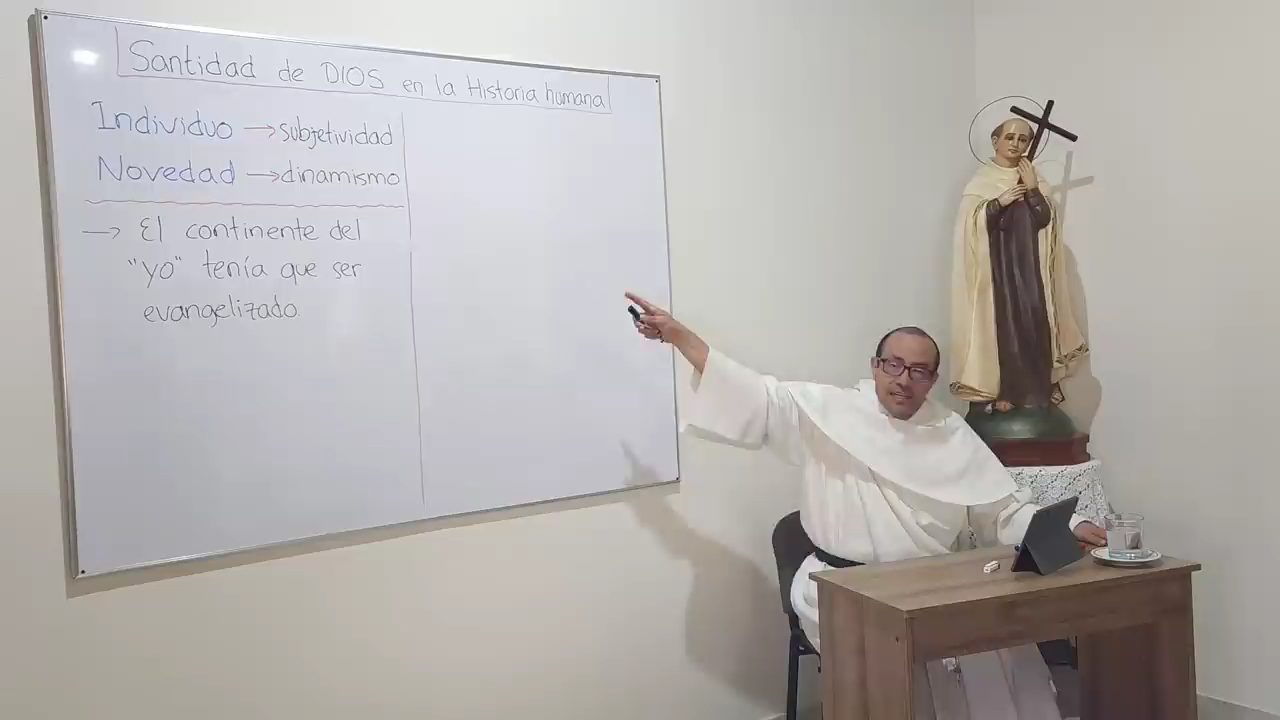 Santidad de DIOS en la Historia humana
Individuo → subjetividad
Novedad → dinamismo
→ El continente del
"yo" tenía que ser
evangelizado.